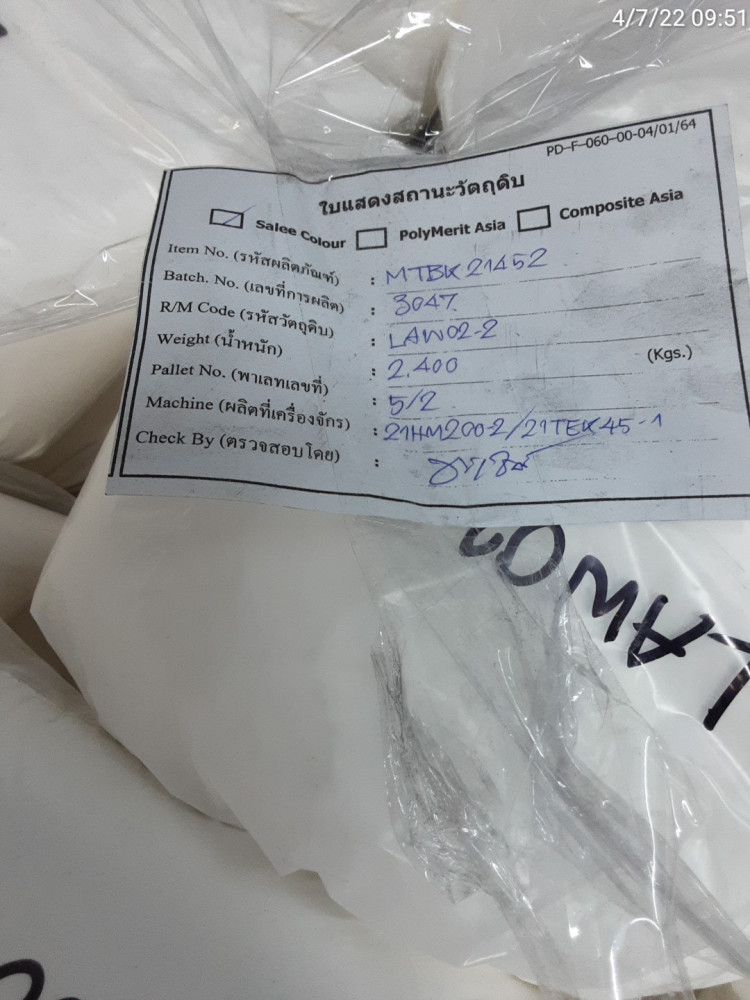 4/7/22 09:51
PD-F-060-00-04/01/64
ใบแสดงสถานะวัตถุดิบ
Salee Colour PolyMerit Asia Composite Asia
Item No. (รหัสผลิตภัณฑ์) : MTBK21452
Batch. No. (เลขที่การผลิต) : 3047
R/M Code (รหัสวัตถุดิบ) : LAW02-2
Weight (น้ำหนัก) : 2.400 (Kgs.)
Pallet No. (พาเลทเลขที่) : 5/2
Machine (ผลิตที่เครื่องจักร) : 21HM200-2/21TEK45-1
Check By (ตรวจสอบโดย) :
LAW02